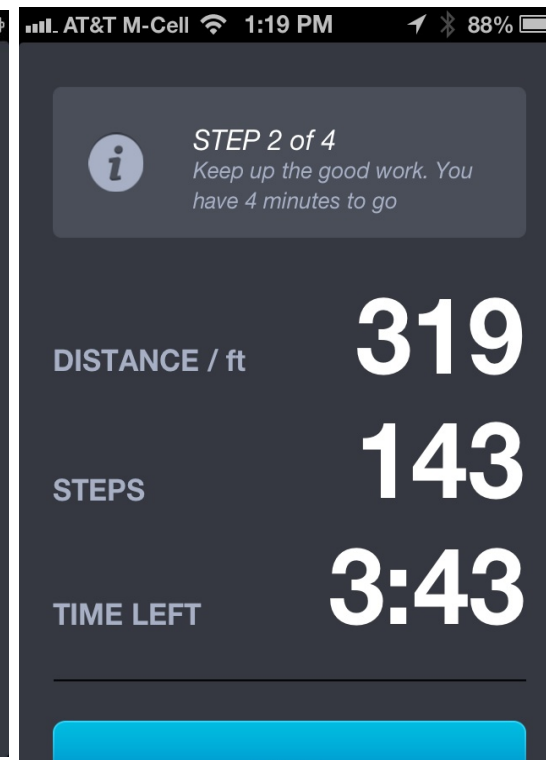 AT&T M-Cell 1:19 PM 88%
STEP 2 of 4
Keep up the good work. You
have 4 minutes to go
DISTANCE / ft 319
STEPS 143
TIME LEFT 3:43